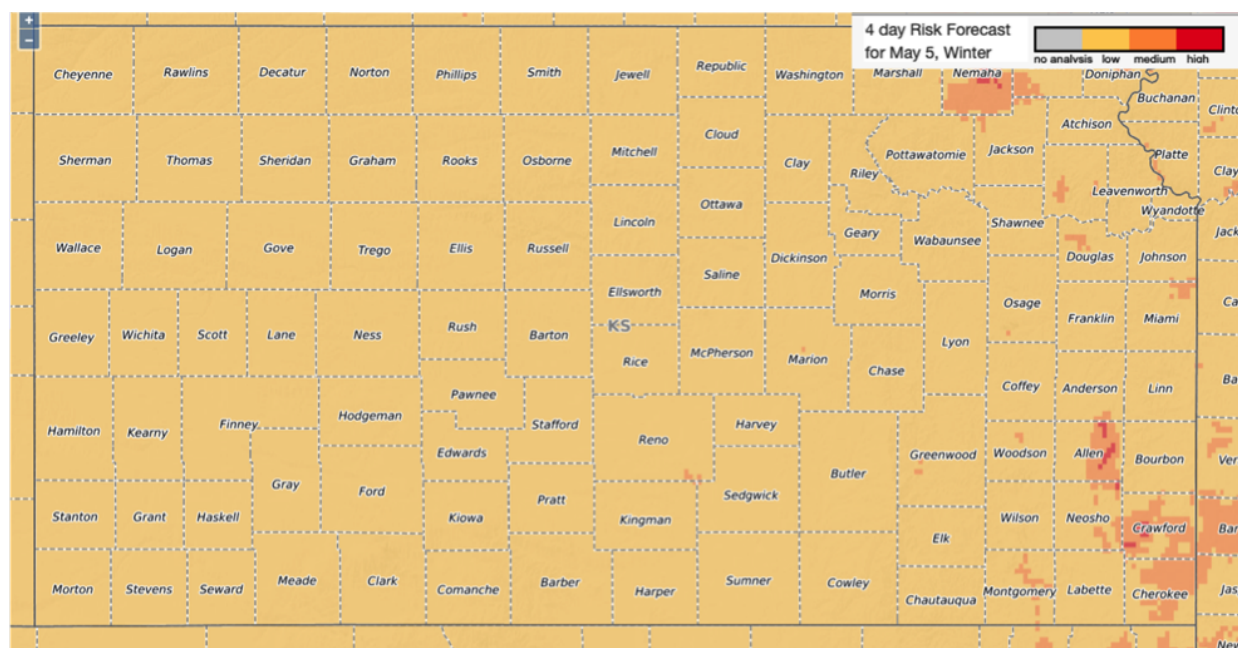 +
−
4 day Risk Forecast
for May 5, Winter
no analysis low medium high
Cheyenne Rawlins Decatur Norton Phillips Smith Jewell Republic Washington Marshall Nemaha Doniphan
Buchanan
Clinto
Sherman Thomas Sheridan Graham Rooks Osborne Mitchell Cloud Clay Riley Pottawatomie Jackson Atchison Platte
Clay
Leavenworth
Wyandotte
Lincoln Ottawa Geary Wabaunsee Shawnee
Jack
Wallace Logan Gove Trego Ellis Russell Saline Dickinson Douglas Johnson
Ellsworth Morris Osage
Ca
KS
Greeley Wichita Scott Lane Ness Rush Barton Rice McPherson Marion Chase Lyon Franklin Miami
Pawnee Coffey Anderson Linn
Ba
Hamilton Kearny Finney Hodgeman Edwards Stafford Reno Harvey Butler Greenwood Woodson Allen Bourbon
Ver
Gray Ford Pratt Sedgwick
Stanton Grant Haskell Kiowa Kingman Elk Wilson Neosho Crawford
Bar
Morton Stevens Seward Meade Clark Comanche Barber Harper Sumner Cowley Chautauqua Montgomery Labette Cherokee
Jas
New